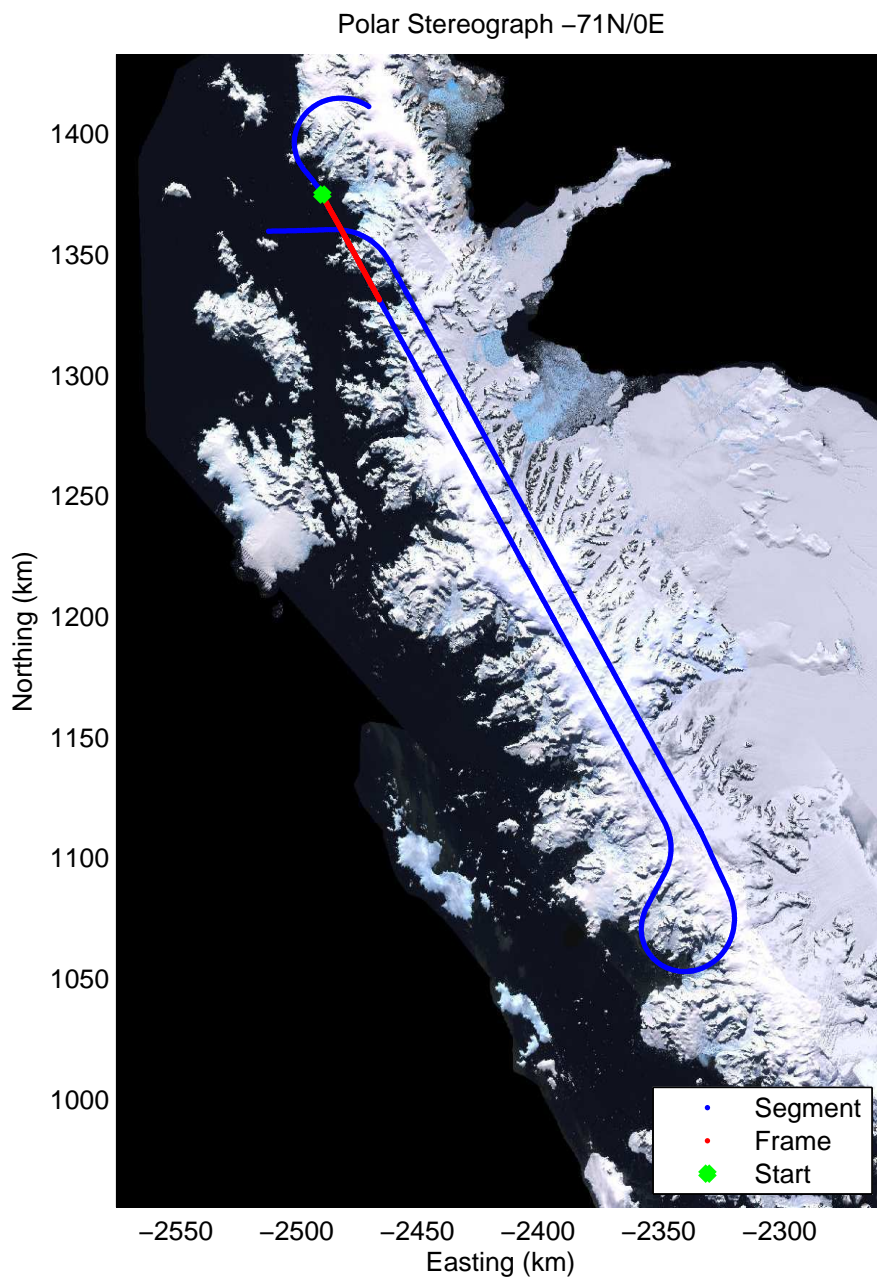 Polar Stereograph −71N/0E
1400
1350
1300
1250
1200
1150
1100
1050
1000
Northing (km)
−2550
−2500
−2450
−2400
−2350
−2300
Easting (km)
Segment
Frame
Start